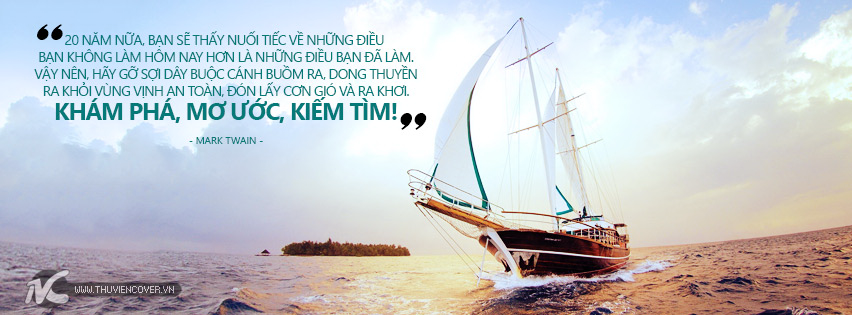 20 NĂM NỮA, BẠN SẼ THẤY NUỐI TIẾC VỀ NHỮNG ĐIỀU
BẠN KHÔNG LÀM HÔM NAY HƠN LÀ NHỮNG ĐIỀU BẠN ĐÃ LÀM.
VẬY NÊN, HÃY GỠ SỢI DÂY BUỘC CÁNH BUỒM RA, DONG THUYỀN
RA KHỎI VÙNG VỊNH AN TOÀN, ĐÓN LẤY CƠN GIÓ VÀ RA KHƠI.
KHÁM PHÁ, MƠ ƯỚC, KIẾM TÌM!
- MARK TWAIN -
WWW.THUVIENCOVER.VN